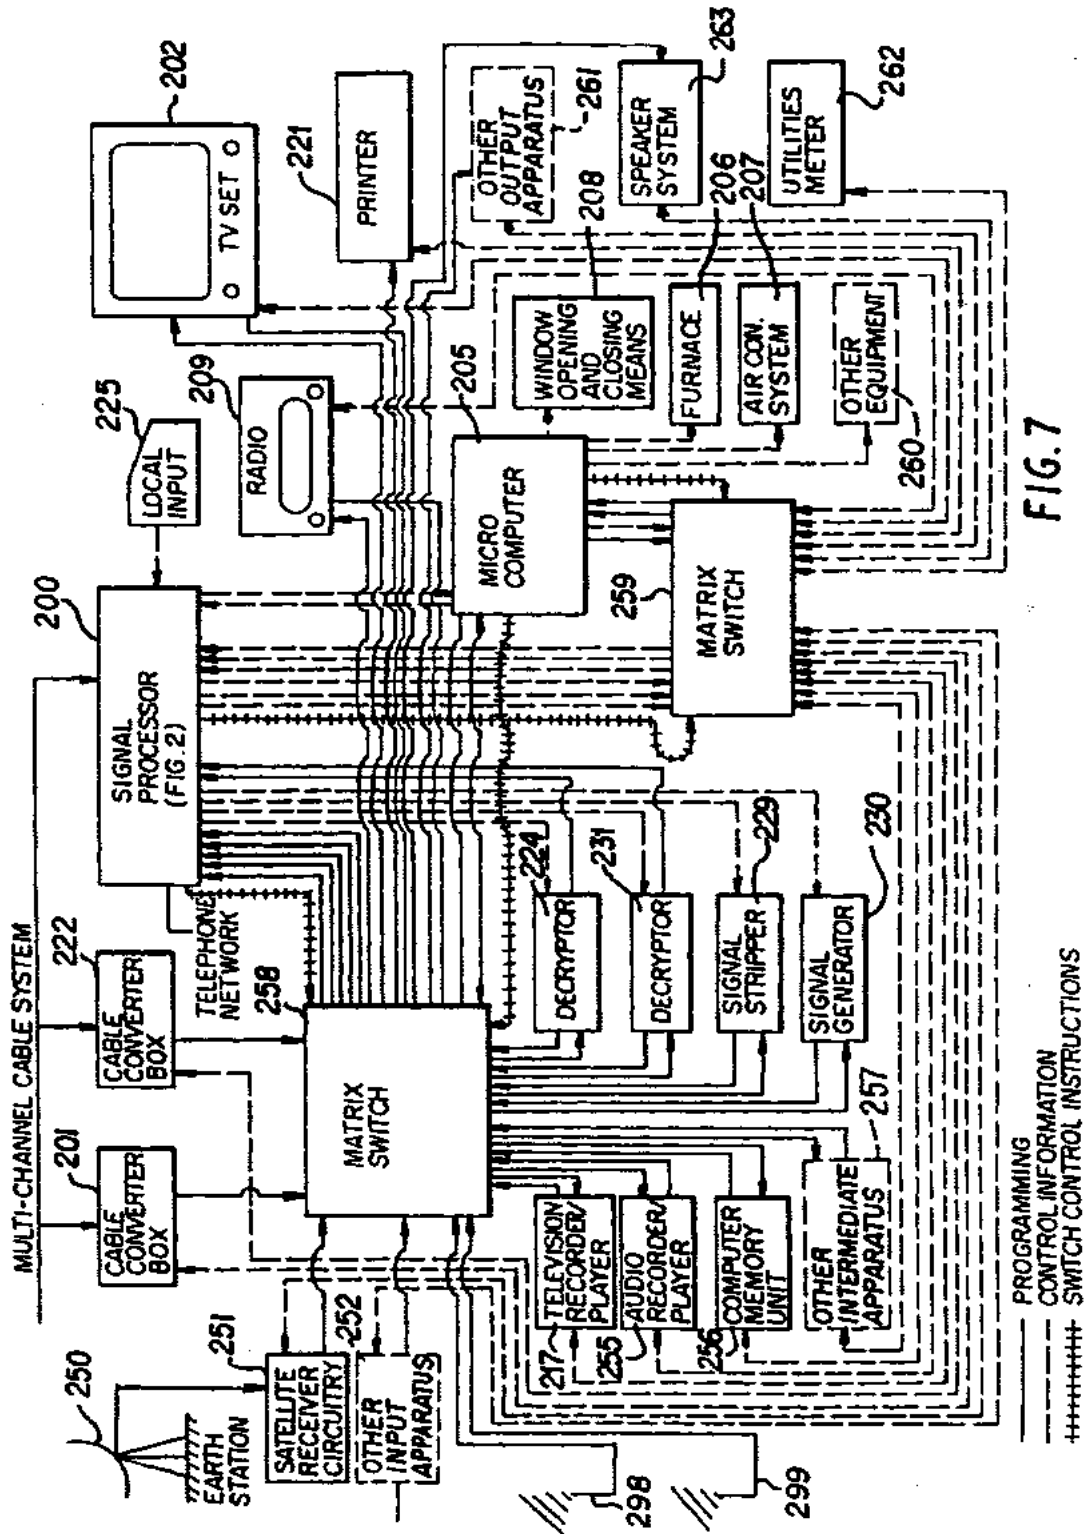 MULTI-CHANNEL CABLE SYSTEM
250
EARTH
STATION
251
SATELLITE
RECEIVER
CIRCUITRY
252
OTHER
INPUT
APPARATUS
298
299
201
CABLE
CONVERTER
BOX
222
CABLE
CONVERTER
BOX
TELEPHONE
NETWORK
200
SIGNAL
PROCESSOR
(FIG. 2)
225
LOCAL
INPUT
209
RADIO
202
TV SET
221
PRINTER
258
MATRIX
SWITCH
205
MICRO
COMPUTER
OTHER
OUTPUT
APPARATUS
261
208
WINDOW
OPENING
AND
CLOSING
MEANS
SPEAKER
SYSTEM
263
206
FURNACE
207
AIR CON.
SYSTEM
UTILITIES
METER
262
OTHER
EQUIPMENT
260
259
MATRIX
SWITCH
224
DECRYPTOR
231
DECRYPTOR
SIGNAL
STRIPPER
229
SIGNAL
GENERATOR
230
217
TELEVISION
RECORDER/
PLAYER
255
AUDIO
RECORDER/
PLAYER
256
COMPUTER
MEMORY
UNIT
OTHER
INTERMEDIATE
APPARATUS
257
PROGRAMMING
CONTROL INFORMATION
SWITCH CONTROL INSTRUCTIONS
FIG. 7